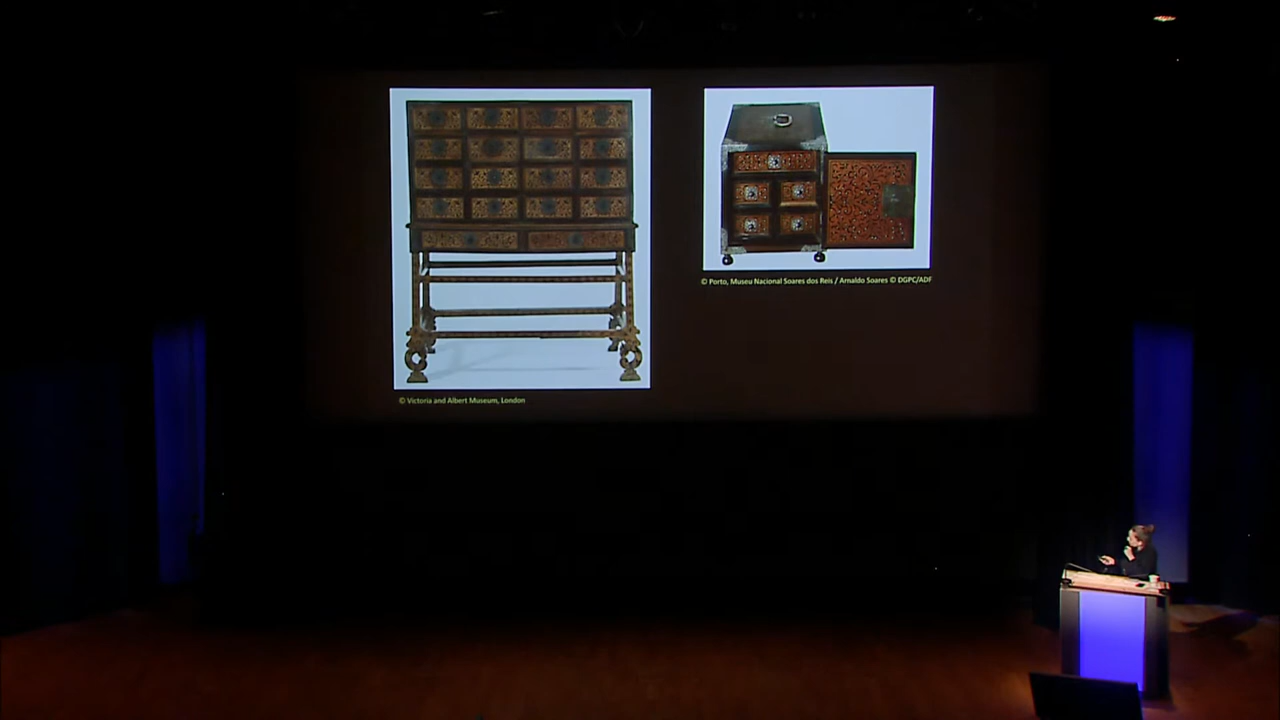 © Porto, Museu Nacional Soares dos Reis / Arnaldo Soares © DGPC/ADF
© Victoria and Albert Museum, London